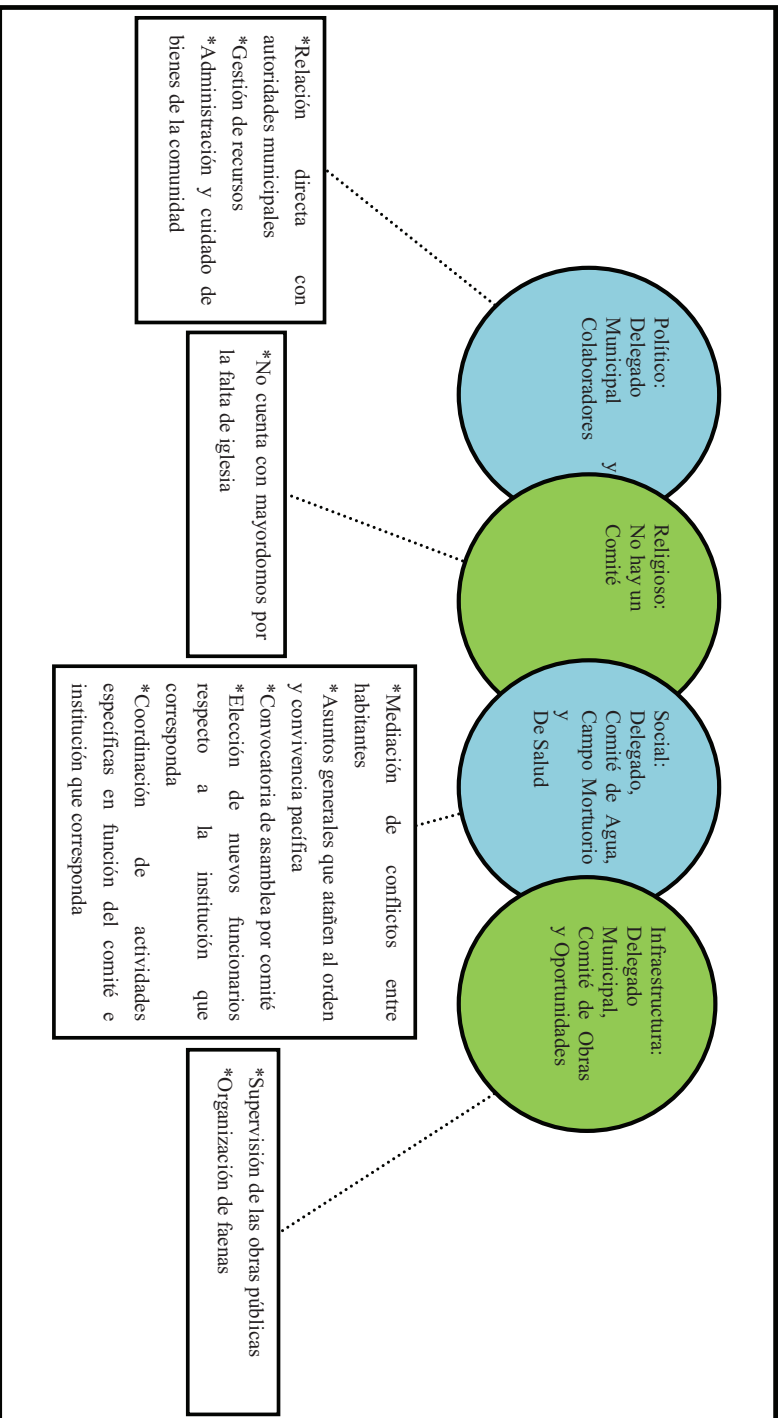 Político:
Delegado
Municipal y
Colaboradores
Religioso:
No hay un
Comité
Social:
Delegado,
Comité de Agua,
Campo Mortuorio
y
De Salud
Infraestructura:
Delegado
Municipal,
Comité de Obras
y Oportunidades
*Relación directa con
autoridades municipales
*Gestión de recursos
*Administración y cuidado de
bienes de la comunidad
*No cuenta con mayordomos por
la falta de iglesia
*Mediación de conflictos entre
habitantes
*Asuntos generales que atañen al orden
y convivencia pacífica
*Convocatoria de asamblea por comité
*Elección de nuevos funcionarios
respecto a la institución que
corresponda
*Coordinación de actividades
específicas en función del comité e
institución que corresponda
*Supervisión de las obras públicas
*Organización de faenas